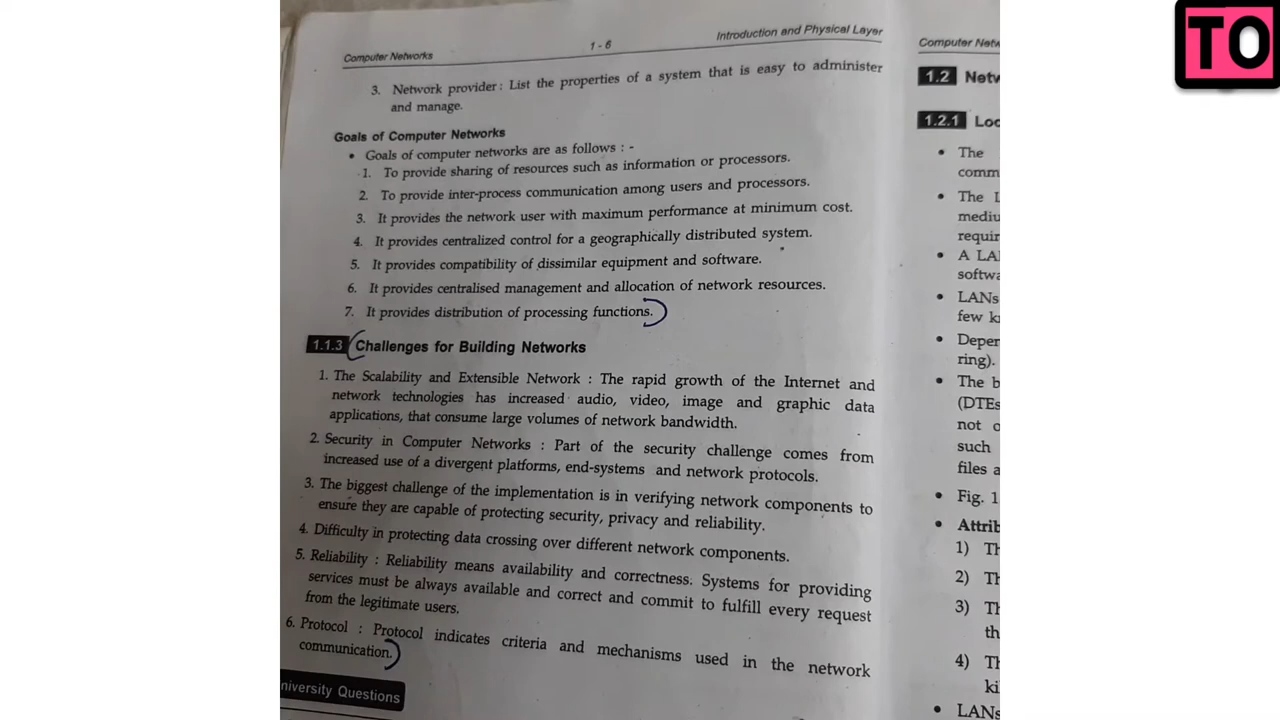 TO
Computer Networks
1 - 6
Introduction and Physical Layer
3. Network provider : List the properties of a system that is easy to administer
and manage.
Goals of Computer Networks
• Goals of computer networks are as follows : -
1. To provide sharing of resources such as information or processors.
2. To provide inter-process communication among users and processors.
3. It provides the network user with maximum performance at minimum cost.
4. It provides centralized control for a geographically distributed system.
5. It provides compatibility of dissimilar equipment and software.
6. It provides centralised management and allocation of network resources.
7. It provides distribution of processing functions.
1.1.3 Challenges for Building Networks
1. The Scalability and Extensible Network : The rapid growth of the Internet and
network technologies has increased audio, video, image and graphic data
applications, that consume large volumes of network bandwidth.
2. Security in Computer Networks : Part of the security challenge comes from
increased use of a divergent platforms, end-systems and network protocols.
3. The biggest challenge of the implementation is in verifying network components to
ensure they are capable of protecting security, privacy and reliability.
4. Difficulty in protecting data crossing over different network components.
5. Reliability : Reliability means availability and correctness. Systems for providing
services must be always available and correct and commit to fulfill every request
from the legitimate users.
6. Protocol : Protocol indicates criteria and mechanisms used in the network
communication.
University Questions
Computer
1.2
1.2.1
• The
comm
• The L
mediu
requir
• A LA
softwa
• LANs
few k
• Deper
ring).
• The b
(DTEs
not o
such
files a
• Fig. 1
• Attrib
1) Th
2) Th
3) Th
th
4) Th
ki
• LANs